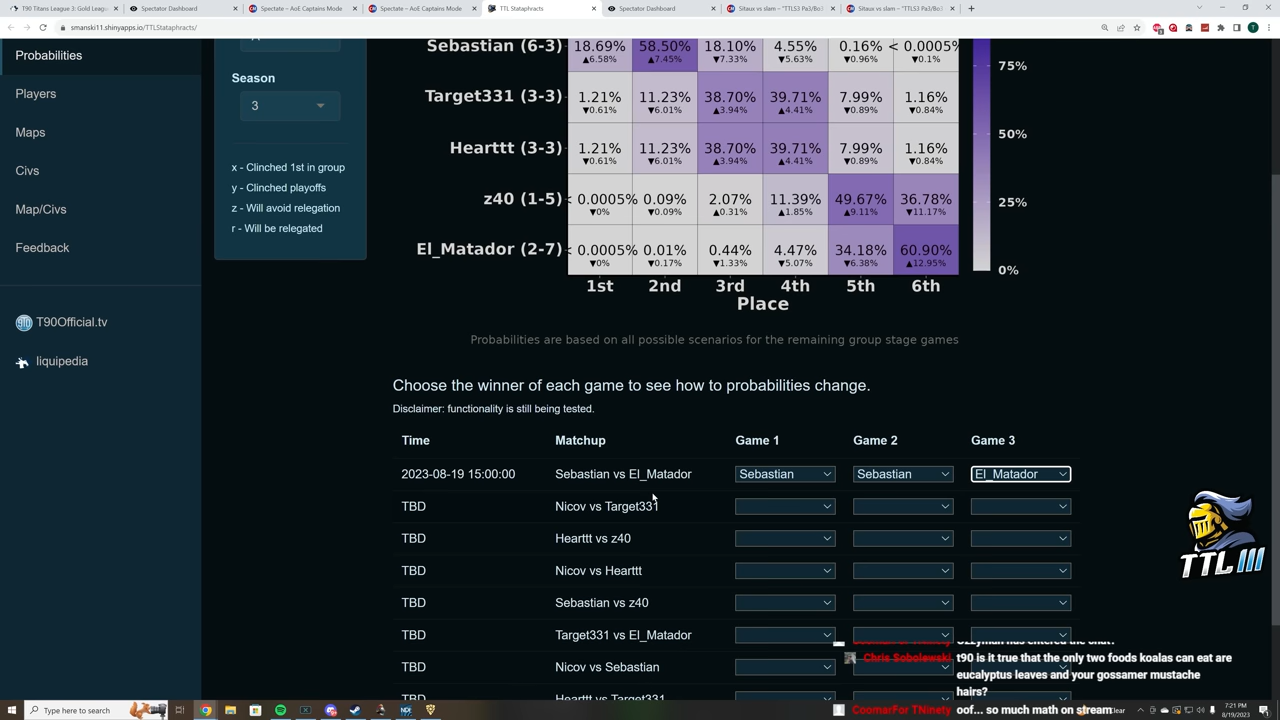 T90 Titans League 3: Gold Leagu
Spectator Dashboard
Spectate – AoE Captains Mode
Spectate – AoE Captains Mode
TTL Stataphracts
Spectator Dashboard
Sitaux vs slam – "TTLS3 Pa3/Bo3
Sitaux vs slam – "TTLS3 Pa3/Bo3
smanski11.shinyapps.io/TTLStataphracts/
Probabilities
Players
Maps
Civs
Map/Civs
Feedback
T90Official.tv
liquipedia
Season
3
x - Clinched 1st in group
y - Clinched playoffs
z - Will avoid relegation
r - Will be relegated
Sebastian (6-3) 18.69% 58.50% 18.10% 4.55% 0.16% < 0.0005%
▲6.58% ▲7.45% ▼7.33% ▼5.63% ▼0.96% ▼0.1%
Target331 (3-3) 1.21% 11.23% 38.70% 39.71% 7.99% 1.16%
▼0.61% ▼6.01% ▲3.94% ▲4.41% ▼0.89% ▼0.84%
Hearttt (3-3) 1.21% 11.23% 38.70% 39.71% 7.99% 1.16%
▼0.61% ▼6.01% ▲3.94% ▲4.41% ▼0.89% ▼0.84%
z40 (1-5) < 0.0005% 0.09% 2.07% 11.39% 49.67% 36.78%
▼0% ▼0.09% ▼0.31% ▲1.85% ▲9.11% ▼11.17%
El_Matador (2-7) < 0.0005% 0.01% 0.44% 4.47% 34.18% 60.90%
▼0% ▼0.17% ▼1.33% ▼5.07% ▼6.38% ▲12.95%
1st 2nd 3rd 4th 5th 6th
Place
75%
50%
25%
0%
Probabilities are based on all possible scenarios for the remaining group stage games
Choose the winner of each game to see how to probabilities change.
Disclaimer: functionality is still being tested.
Time Matchup Game 1 Game 2 Game 3
2023-08-19 15:00:00 Sebastian vs El_Matador Sebastian Sebastian El_Matador
TBD Nicov vs Target331
TBD Hearttt vs z40
TBD Nicov vs Hearttt
TBD Sebastian vs z40
TBD Target331 vs El_Matador
TBD Nicov vs Sebastian
TBD Hearttt vs Target331
TTL III
Chris Sobolewski t90 is it true that the only two foods koalas can eat are
eucalyptus leaves and your gossamer mustache
hairs?
CoomerFor TNinety oof... so much math on stream
Type here to search
Clear
7:21 PM
8/19/2023